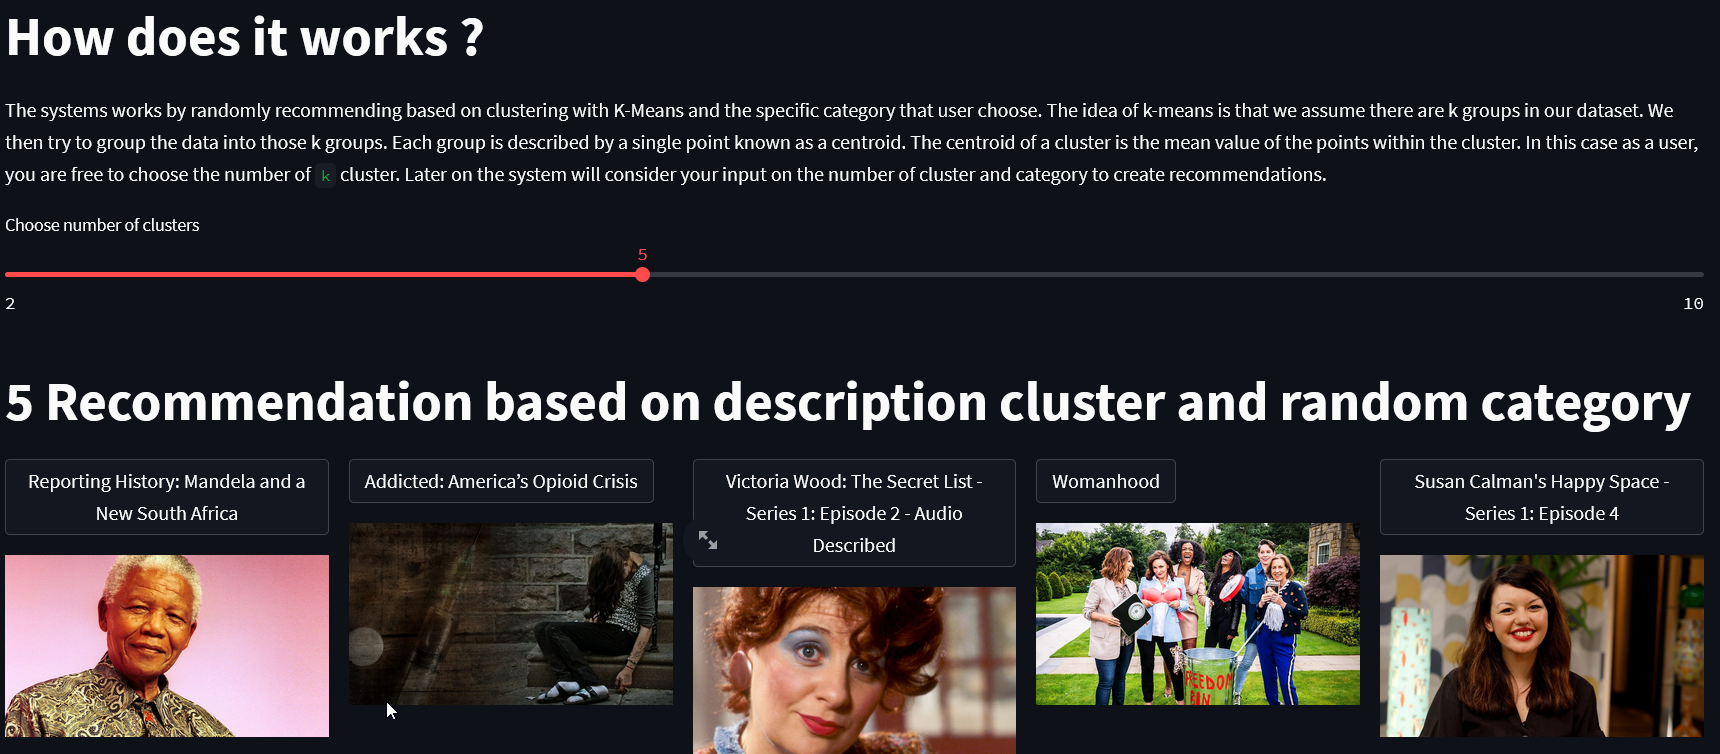 How does it works ?
The systems works by randomly recommending based on clustering with K-Means and the specific category that user choose. The idea of k-means is that we assume there are k groups in our dataset. We
then try to group the data into those k groups. Each group is described by a single point known as a centroid. The centroid of a cluster is the mean value of the points within the cluster. In this case as a user,
you are free to choose the number of k cluster. Later on the system will consider your input on the number of cluster and category to create recommendations.
Choose number of clusters
5
2
10
5 Recommendation based on description cluster and random category
Reporting History: Mandela and a
New South Africa
Addicted: America’s Opioid Crisis
Victoria Wood: The Secret List -
Series 1: Episode 2 - Audio
Described
Womanhood
Susan Calman's Happy Space -
Series 1: Episode 4
FREEDOM